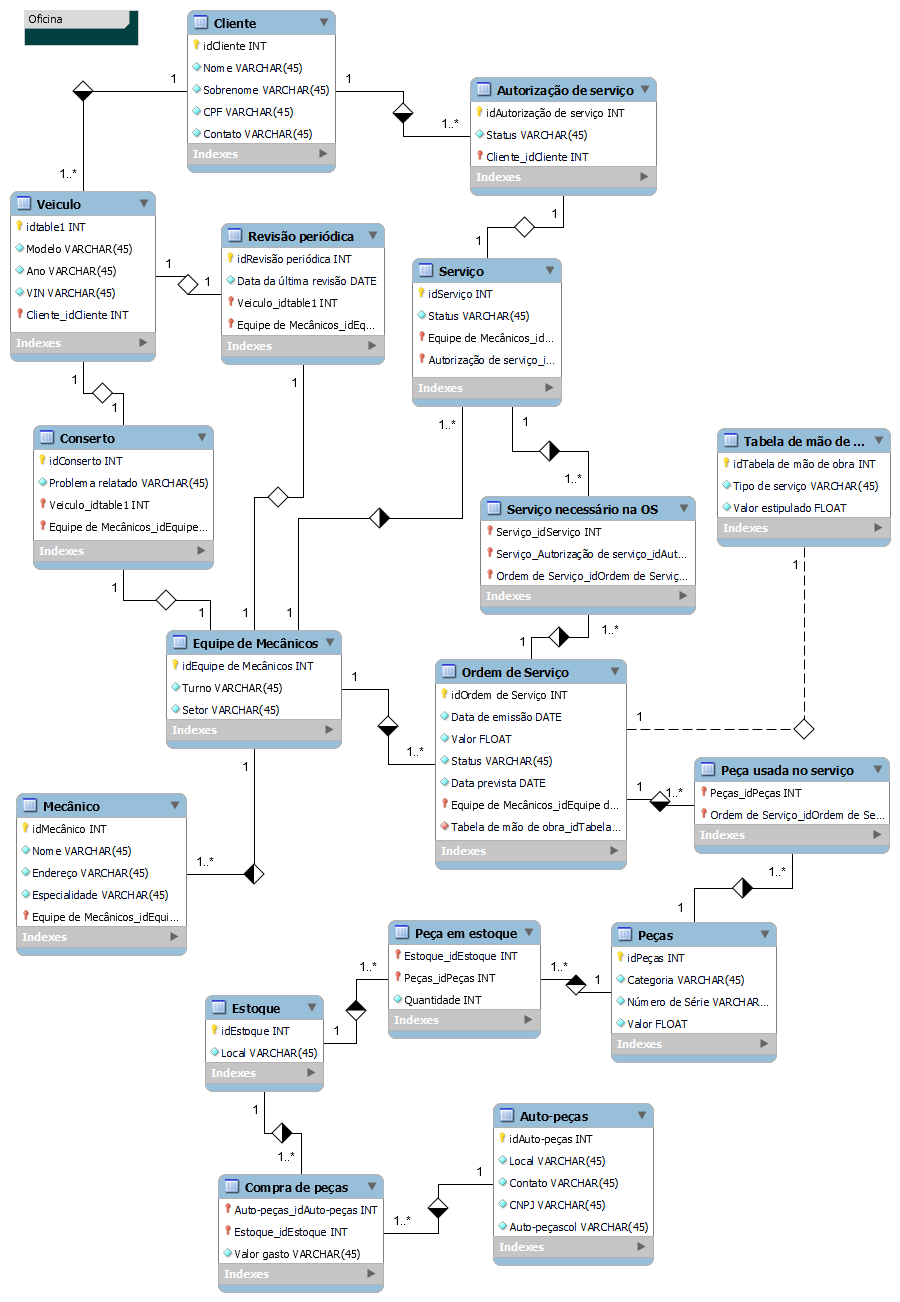 Oficina
Cliente
idCliente INT
Nome VARCHAR(45)
Sobrenome VARCHAR(45)
CPF VARCHAR(45)
Contato VARCHAR(45)
Indexes
1
1..*
1
1..*
Autorização de serviço
idAutorização de serviço INT
Status VARCHAR(45)
Cliente_idCliente INT
Indexes
1
1
Veiculo
idtable1 INT
Modelo VARCHAR(45)
Ano VARCHAR(45)
VIN VARCHAR(45)
Cliente_idCliente INT
Indexes
1
1
Revisão periódica
idRevisão periódica INT
Data da última revisão DATE
Veiculo_idtable1 INT
Equipe de Mecânicos_idEq...
Indexes
1
1
Serviço
idServiço INT
Status VARCHAR(45)
Equipe de Mecânicos_id...
Autorização de serviço_i...
Indexes
1..*
1
1
1..*
1
1
Conserto
idConserto INT
Problema relatado VARCHAR(45)
Veiculo_idtable1 INT
Equipe de Mecânicos_idEquipe...
Indexes
1
1
Tabela de mão de ...
idTabela de mão de obra INT
Tipo de serviço VARCHAR(45)
Valor estipulado FLOAT
Indexes
1
1
Serviço necessário na OS
Serviço_idServiço INT
Serviço_Autorização de serviço_idAut...
Ordem de Serviço_idOrdem de Serviç...
Indexes
1..*
1
Equipe de Mecânicos
idEquipe de Mecânicos INT
Turno VARCHAR(45)
Setor VARCHAR(45)
Indexes
1
1..*
1
1..*
Ordem de Serviço
idOrdem de Serviço INT
Data de emissão DATE
Valor FLOAT
Status VARCHAR(45)
Data prevista DATE
Equipe de Mecânicos_idEquipe d...
Tabela de mão de obra_idTabela...
Indexes
1
1..*
Peça usada no serviço
Peças_idPeças INT
Ordem de Serviço_idOrdem de Se...
Indexes
1..*
1
Mecânico
idMecânico INT
Nome VARCHAR(45)
Endereço VARCHAR(45)
Especialidade VARCHAR(45)
Equipe de Mecânicos_idEqui...
Indexes
Peça em estoque
Estoque_idEstoque INT
Peças_idPeças INT
Quantidade INT
Indexes
1..*
1
1..*
1
Peças
idPeças INT
Categoria VARCHAR(45)
Número de Série VARCHAR...
Valor FLOAT
Indexes
Estoque
idEstoque INT
Local VARCHAR(45)
Indexes
1
1..*
Auto-peças
idAuto-peças INT
Local VARCHAR(45)
Contato VARCHAR(45)
CNPJ VARCHAR(45)
Auto-peçascol VARCHAR(45)
Indexes
1
1..*
Compra de peças
Auto-peças_idAuto-peças INT
Estoque_idEstoque INT
Valor gasto VARCHAR(45)
Indexes